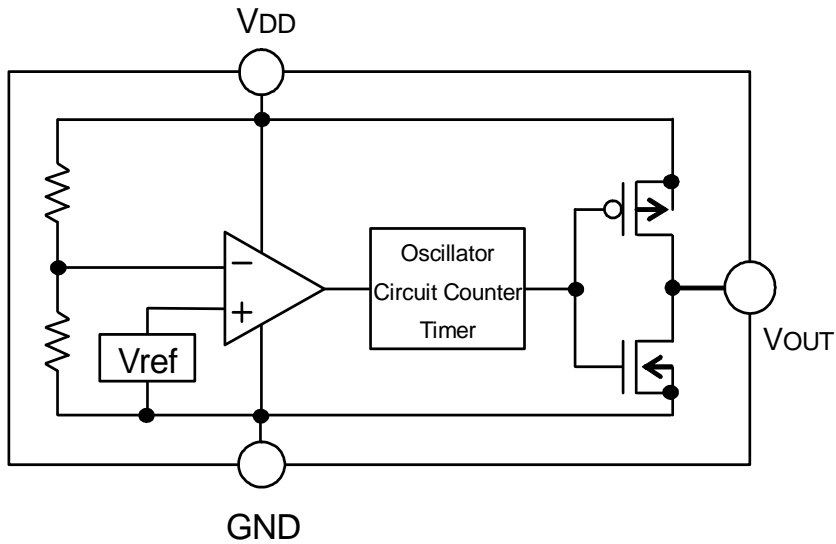 VDD
−
+
Vref
Oscillator
Circuit Counter
Timer
VOUT
GND